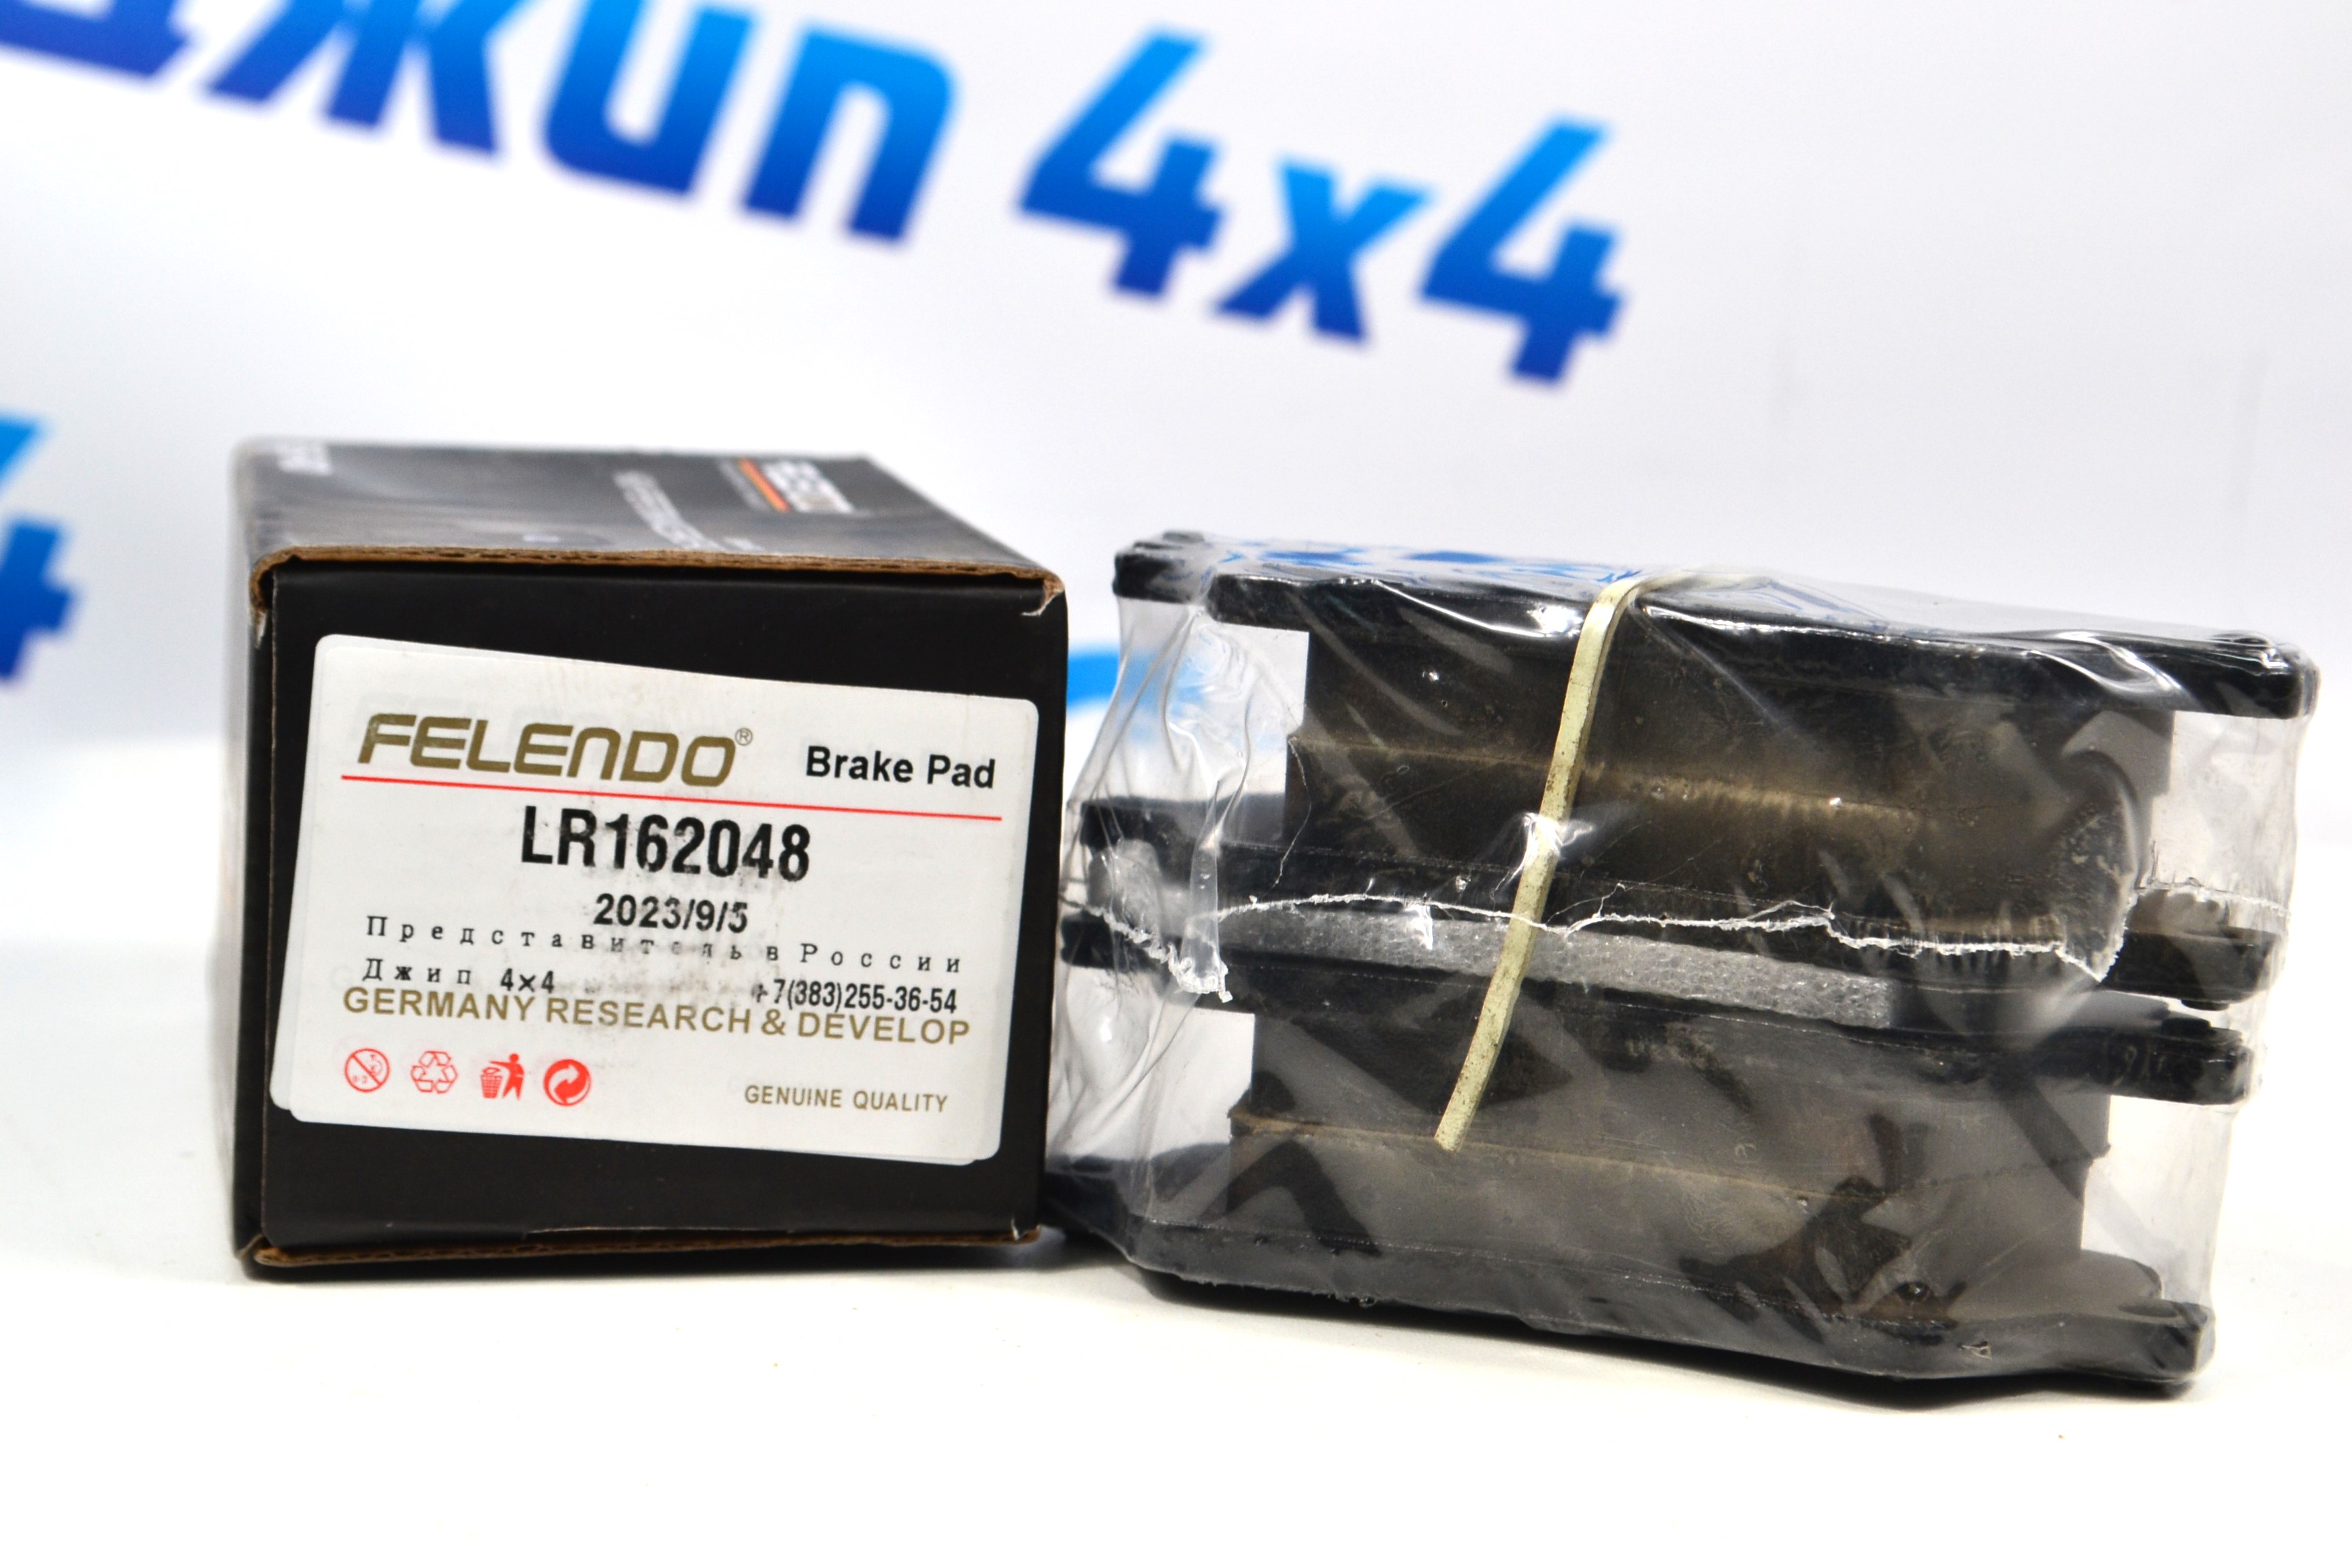 джип 4x4
4
FELENDO® Brake Pad
LR162048
2023/9/5
Представитель в России
Джип 4×4 +7(383)255-36-54
GERMANY RESEARCH & DEVELOP
GENUINE QUALITY